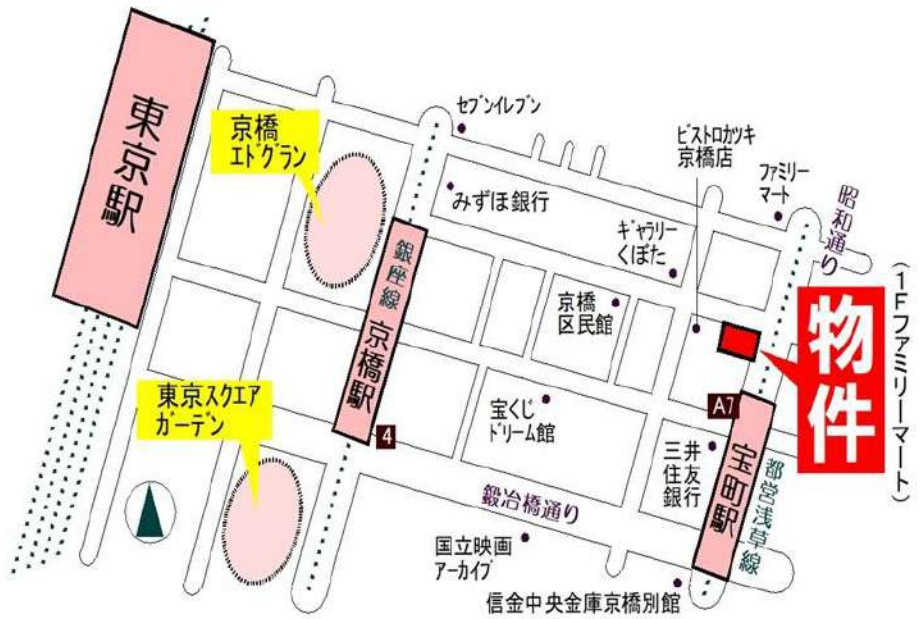 東京駅
京橋
エドグラン
セブンイレブン
みずほ銀行
ビストロカツキ
京橋店
ファミリー
マート
昭和通り
ギャラリー
くぼた
京橋
区民館
銀座線
京橋駅
物件
(1Fファミリーマート)
東京スクエア
ガーデン
4
宝くじ
ドリーム館
A7
三井
住友
銀行
宝町駅
都営浅草線
鍛冶橋通り
国立映画
アーカイブ
信金中央金庫京橋別館